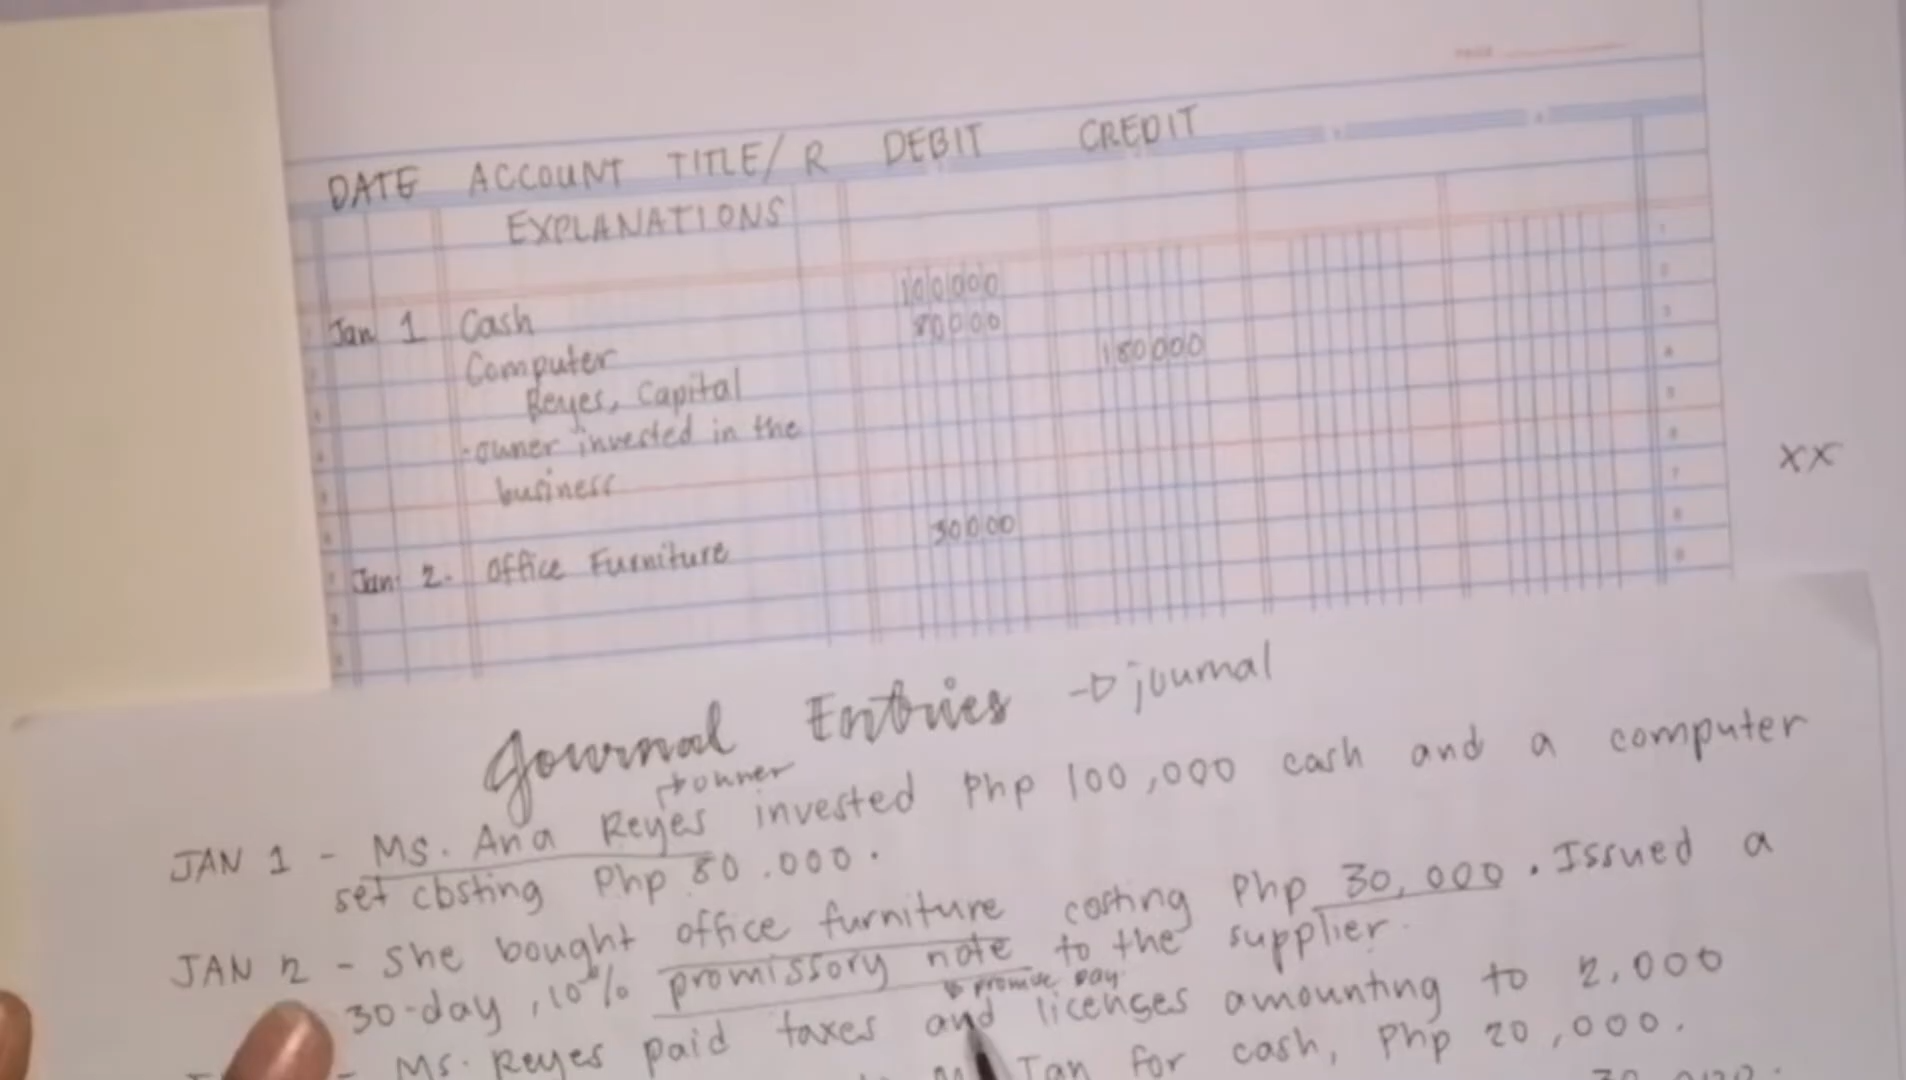 PAGE
DATE ACCOUNT TITLE/ R DEBIT CREDIT
EXPLANATIONS
Jan 1 Cash 100000
Computer 80000
Reyes, Capital 180000
-owner invested in the
business
Jan 2. Office Furniture 30000
XX
Journal Entries → journal
→ owner
JAN 1 - Ms. Ana Reyes invested Php 100,000 cash and a computer
set costing Php 80.000.
JAN 2 - She bought office furniture costing Php 30,000. Issued a
30-day, 10% promissory note to the supplier.
promise pay
- Ms. Reyes paid taxes and licenses amounting to 2,000
Tan for cash, Php 20,000.